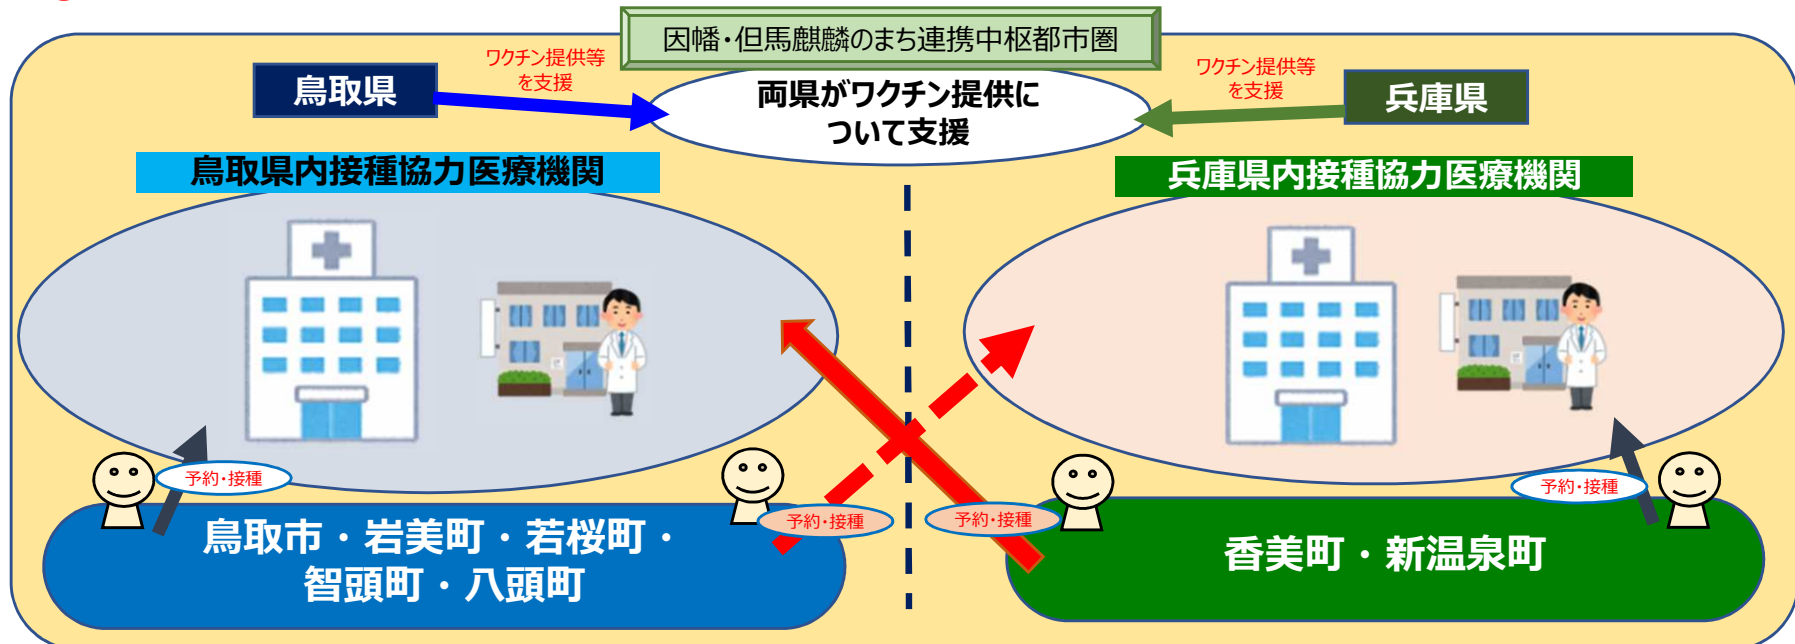 因幡・但馬麒麟のまち連携中枢都市圏
鳥取県
ワクチン提供等
を支援
両県がワクチン提供に
ついて支援
ワクチン提供等
を支援
兵庫県
鳥取県内接種協力医療機関
兵庫県内接種協力医療機関
予約・接種
予約・接種
予約・接種
予約・接種
鳥取市・岩美町・若桜町・
智頭町・八頭町
香美町・新温泉町